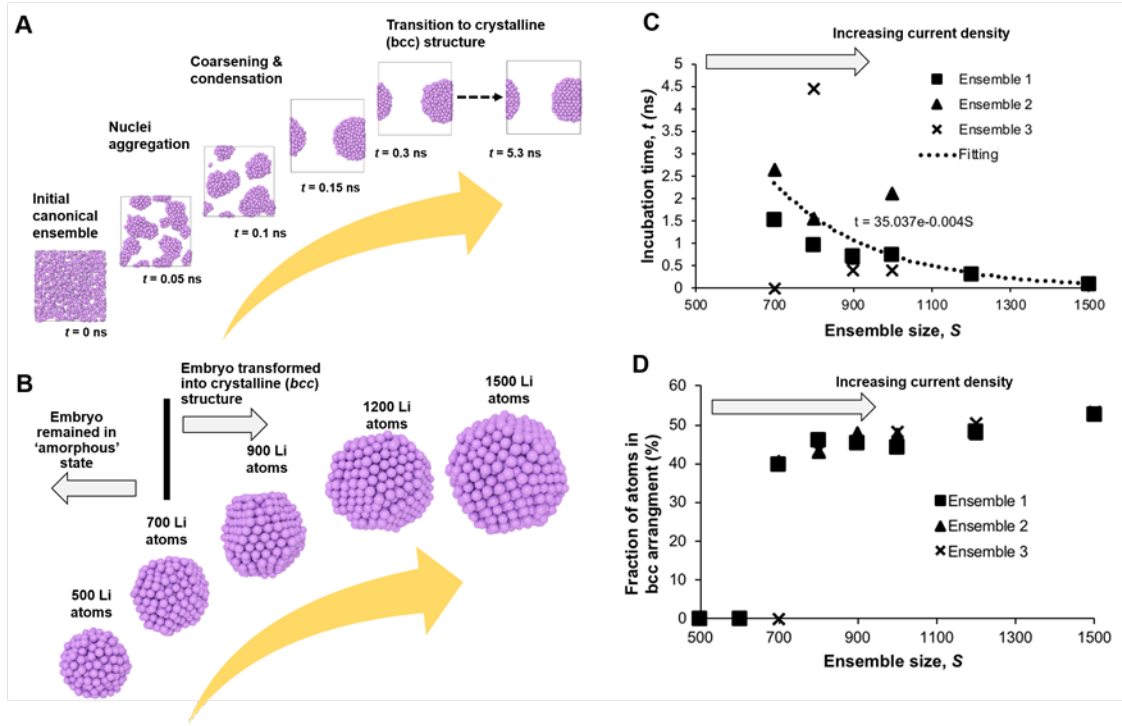 A
Transition to crystalline
(bcc) structure
Coarsening &
condensation
t = 0.3 ns
t = 5.3 ns
Nuclei
aggregation
t = 0.15 ns
Initial
canonical
ensemble
t = 0.1 ns
t = 0.05 ns
t = 0 ns
B
Embryo transformed
into crystalline (bcc)
structure
Embryo
remained in
‘amorphous’
state
1500 Li
atoms
1200 Li
atoms
900 Li
atoms
700 Li
atoms
500 Li
atoms
C
Increasing current density
Incubation time, t (ns)
5
4.5
4
3.5
3
2.5
2
1.5
1
0.5
0
Ensemble 1
Ensemble 2
Ensemble 3
Fitting
t = 35.037e-0.004S
500 700 900 1100 1300 1500
Ensemble size, S
D
Increasing current density
Fraction of atoms in
bcc arrangment (%)
60
50
40
30
20
10
0
Ensemble 1
Ensemble 2
Ensemble 3
500 700 900 1100 1300 1500
Ensemble size, S